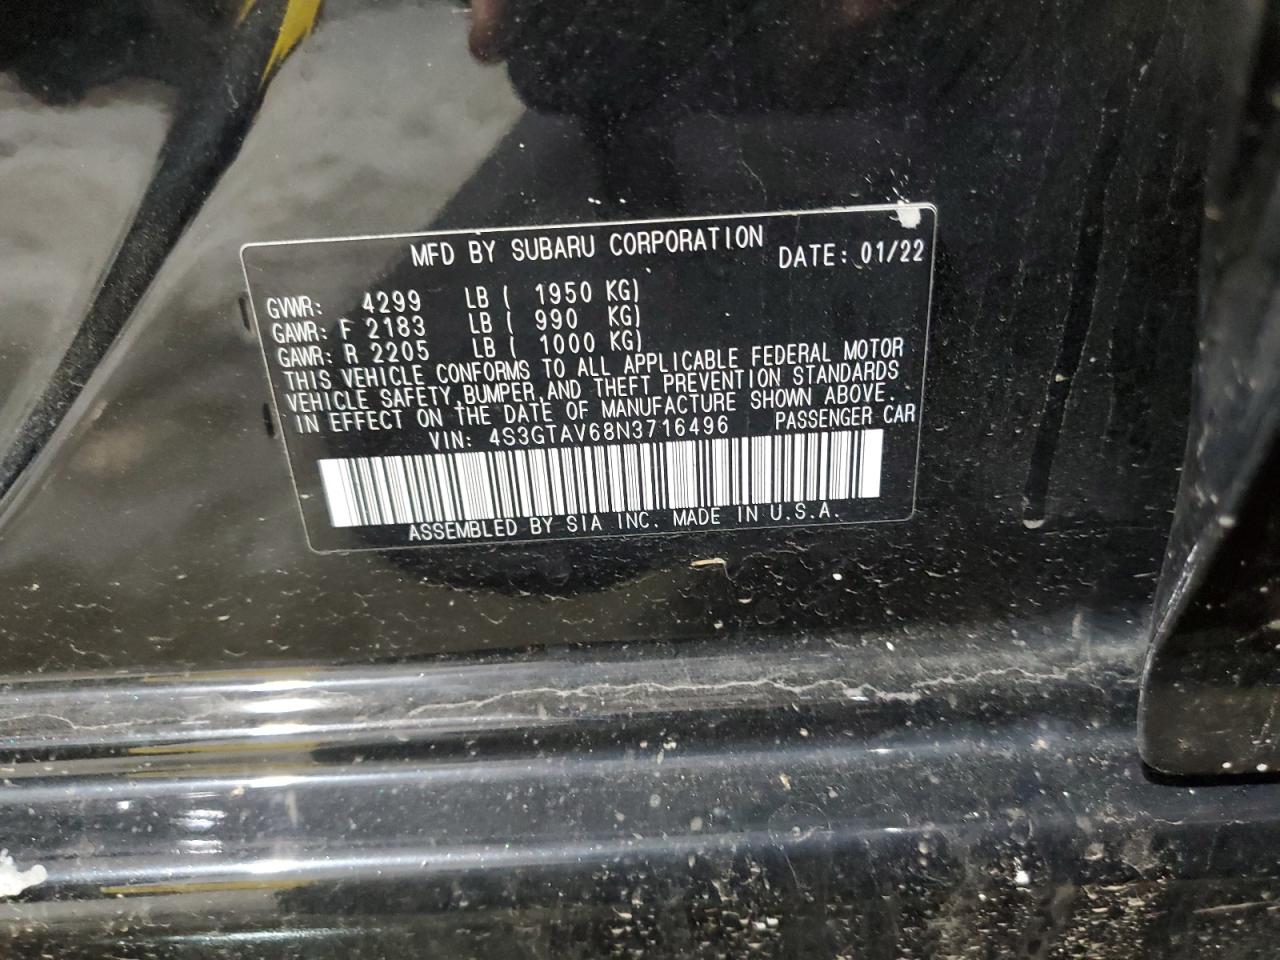 MFD BY SUBARU CORPORATION DATE: 01/22
GVWR: 4299 LB ( 1950 KG)
GAWR: F 2183 LB ( 990 KG)
GAWR: R 2205 LB ( 1000 KG)
THIS VEHICLE CONFORMS TO ALL APPLICABLE FEDERAL MOTOR
VEHICLE SAFETY,BUMPER,AND THEFT PREVENTION STANDARDS
IN EFFECT ON THE DATE OF MANUFACTURE SHOWN ABOVE.
VIN: 4S3GTAV68N3716496 PASSENGER CAR
ASSEMBLED BY SIA INC. MADE IN U.S.A.